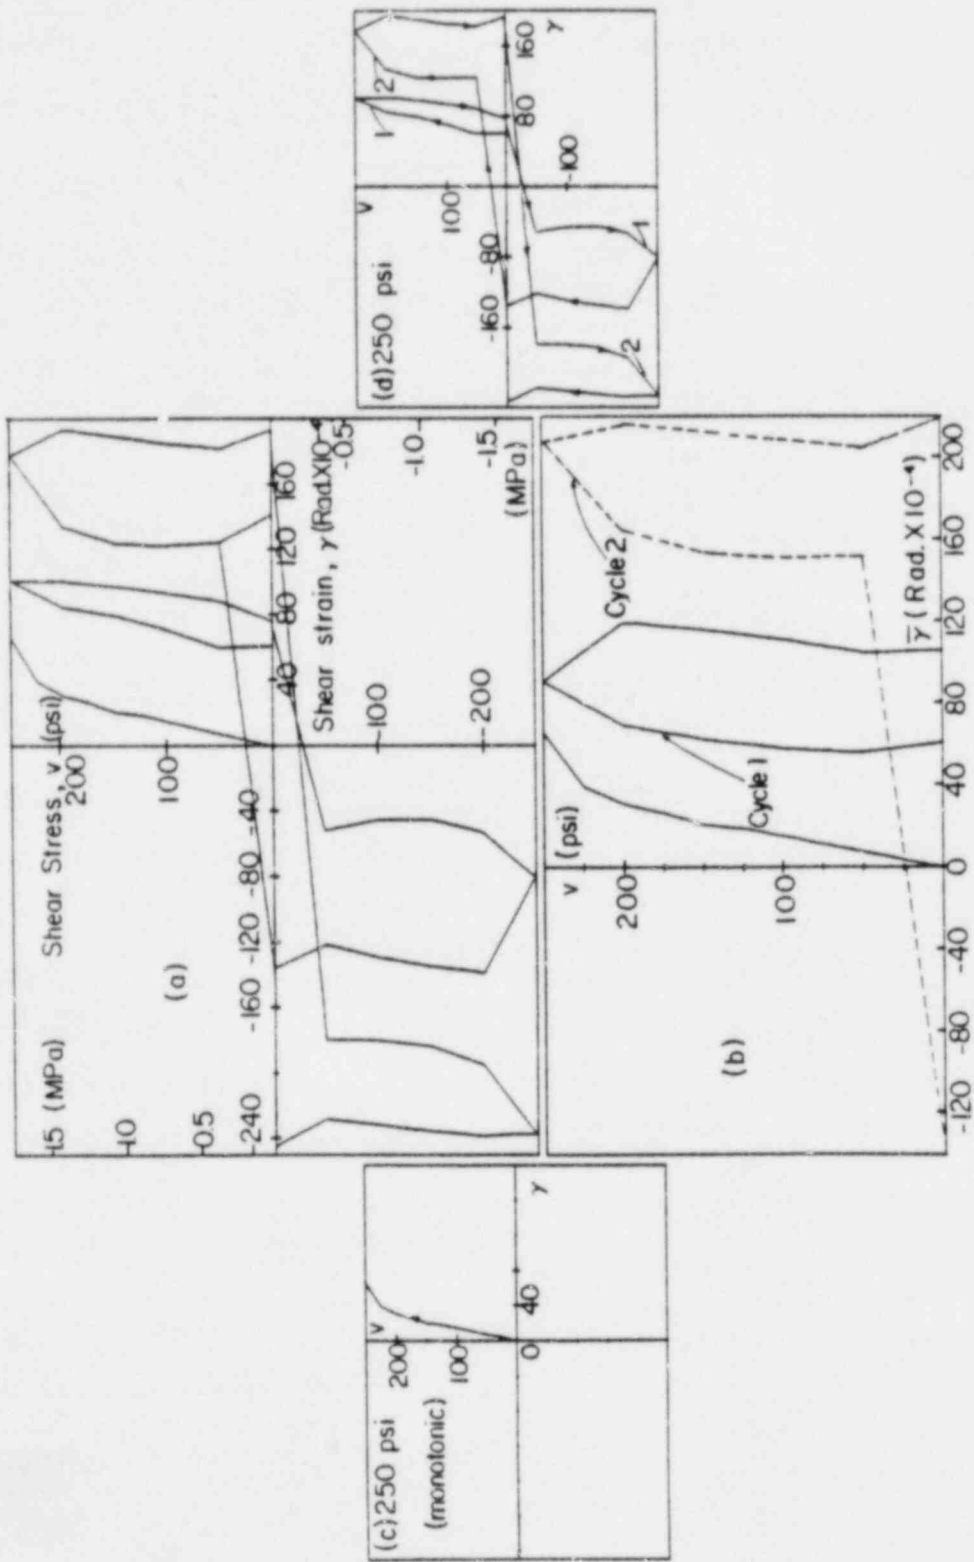 1.5 (MPa)
Shear Stress, v (psi)
200
1.0
(a)
100
0.5
-240
-160
-120
-80
-40
40
80
120
160
Shear strain, γ (Rad.X10⁻⁴
-100
-0.5
-1.0
-200
-1.5
(MPa)
v (psi)
200
Cycle 2
(b)
100
Cycle 1
γ̅ (Rad. X 10⁻⁴)
-120
-80
-40
0
40
80
120
160
200
(c) 250 psi
v
200
(monotonic)
100
0
40
γ
(d) 250 psi
v
1
2
100
-160
-80
80
160
γ
-100
2
1